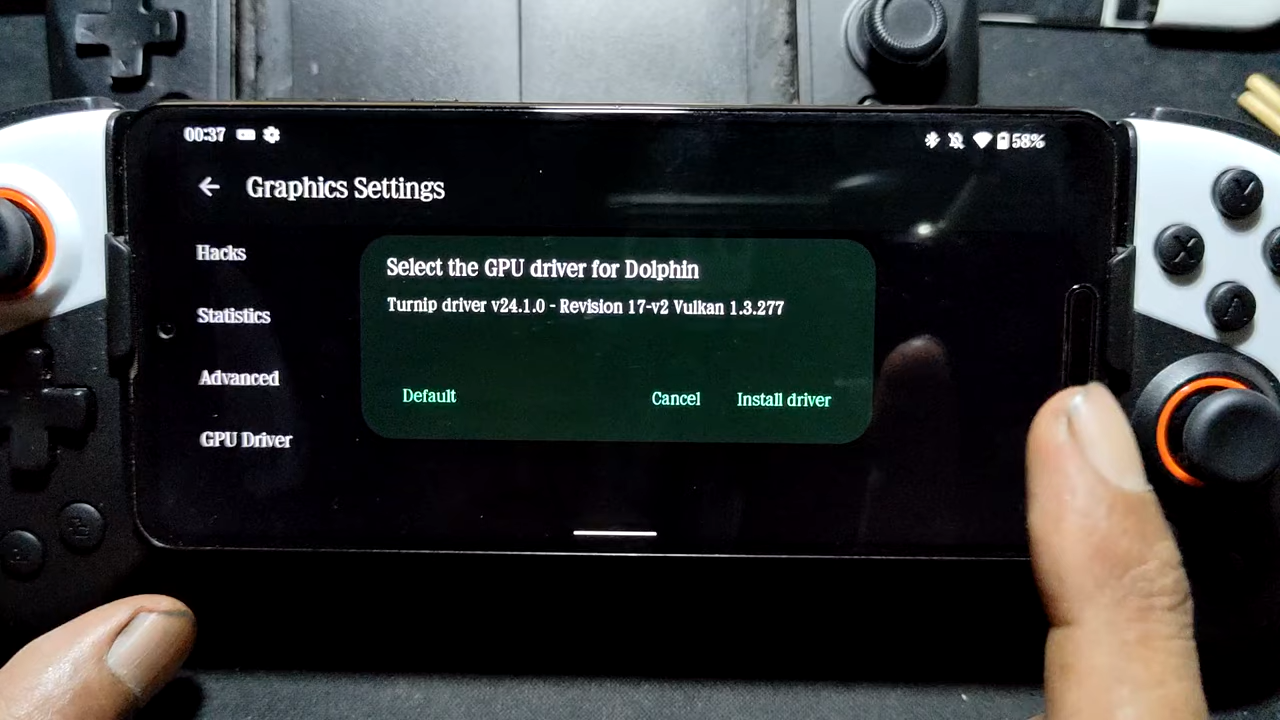 00:37
58%
Graphics Settings
Hacks
Statistics
Advanced
GPU Driver
Select the GPU driver for Dolphin
Turnip driver v24.1.0 - Revision 17-v2 Vulkan 1.3.277
Default
Cancel
Install driver
Y
X
A